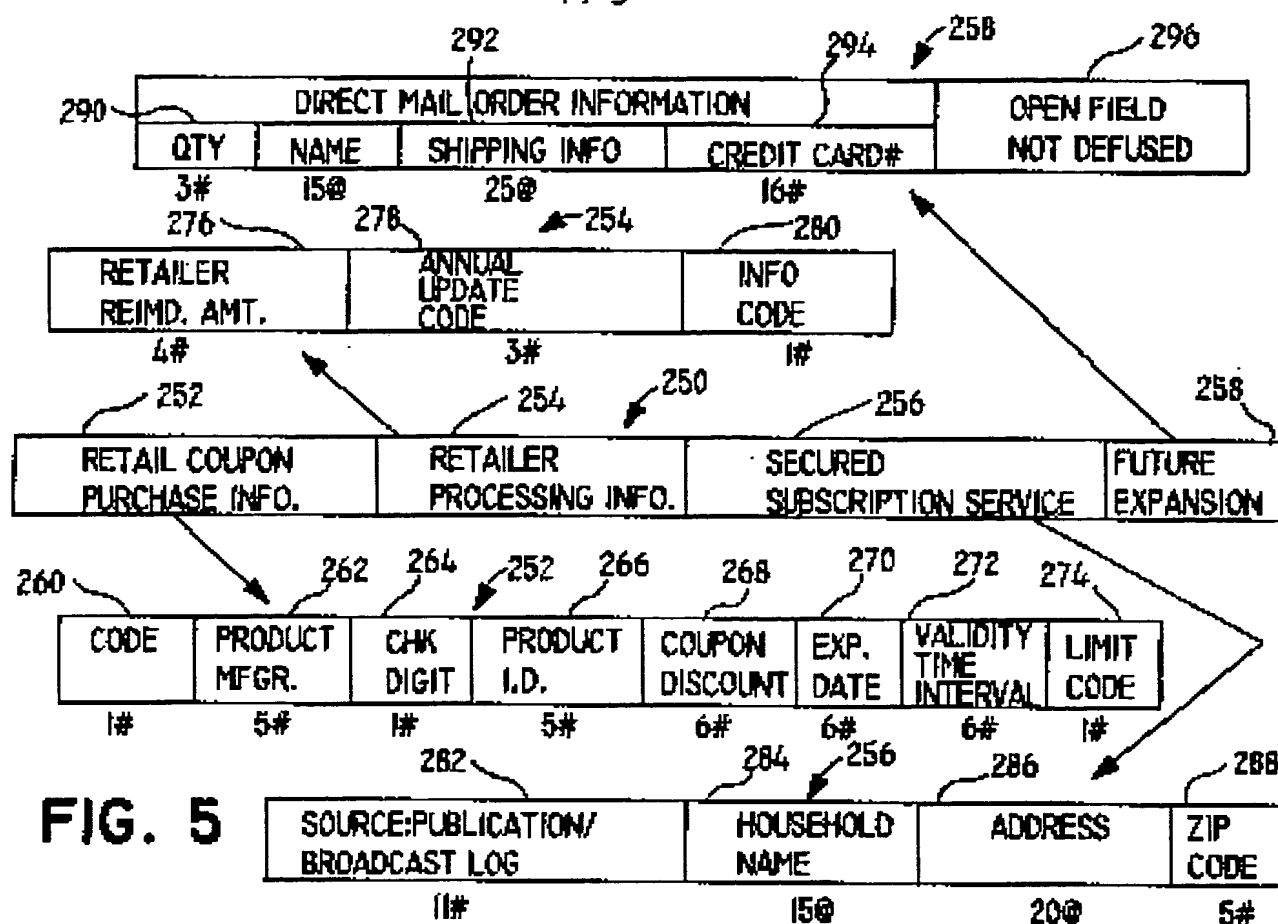 292
294
258
296
290
DIRECT MAIL ORDER INFORMATION
OPEN FIELD
NOT DEFUSED
QTY NAME SHIPPING INFO CREDIT CARD#
3# 15@ 25@ 16#
276 278 254 280
RETAILER
REIMD. AMT.
ANNUAL
UPDATE
CODE
INFO
CODE
4# 3# 1#
252 254 250 256 258
RETAIL COUPON
PURCHASE INFO.
RETAILER
PROCESSING INFO.
SECURED
SUBSCRIPTION SERVICE
FUTURE
EXPANSION
260 262 264 252 266 268 270 272 274
CODE
PRODUCT
MFGR.
CHK
DIGIT
PRODUCT
I.D.
COUPON
DISCOUNT
EXP.
DATE
VALIDITY
TIME
INTERVAL
LIMIT
CODE
1# 5# 1# 5# 6# 6# 6# 1#
282 284 256 286 288
FIG. 5
SOURCE:PUBLICATION/
BROADCAST LOG
HOUSEHOLD
NAME
ADDRESS
ZIP
CODE
11# 15@ 20@ 5#